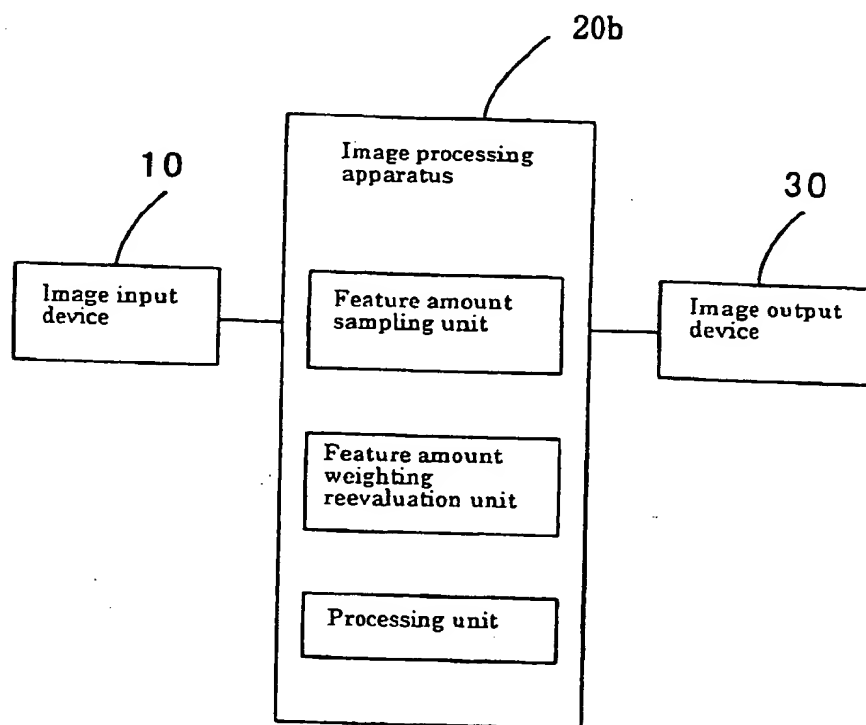 20b
Image processing
apparatus
10
30
Image input
device
Feature amount
sampling unit
Image output
device
Feature amount
weighting
reevaluation unit
Processing unit